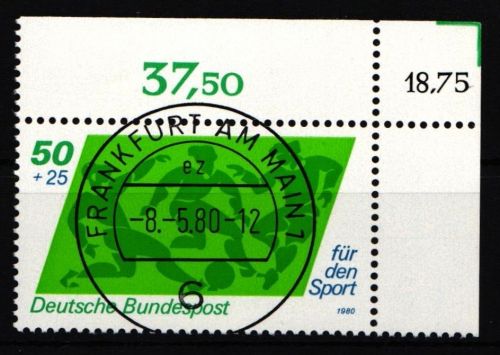 37,50
18.75
50
+ 25
FRANKFURT AM MAIN 1
ez
-8.-5.80-12
6
für
den
Sport
Deutsche Bundespost
1980